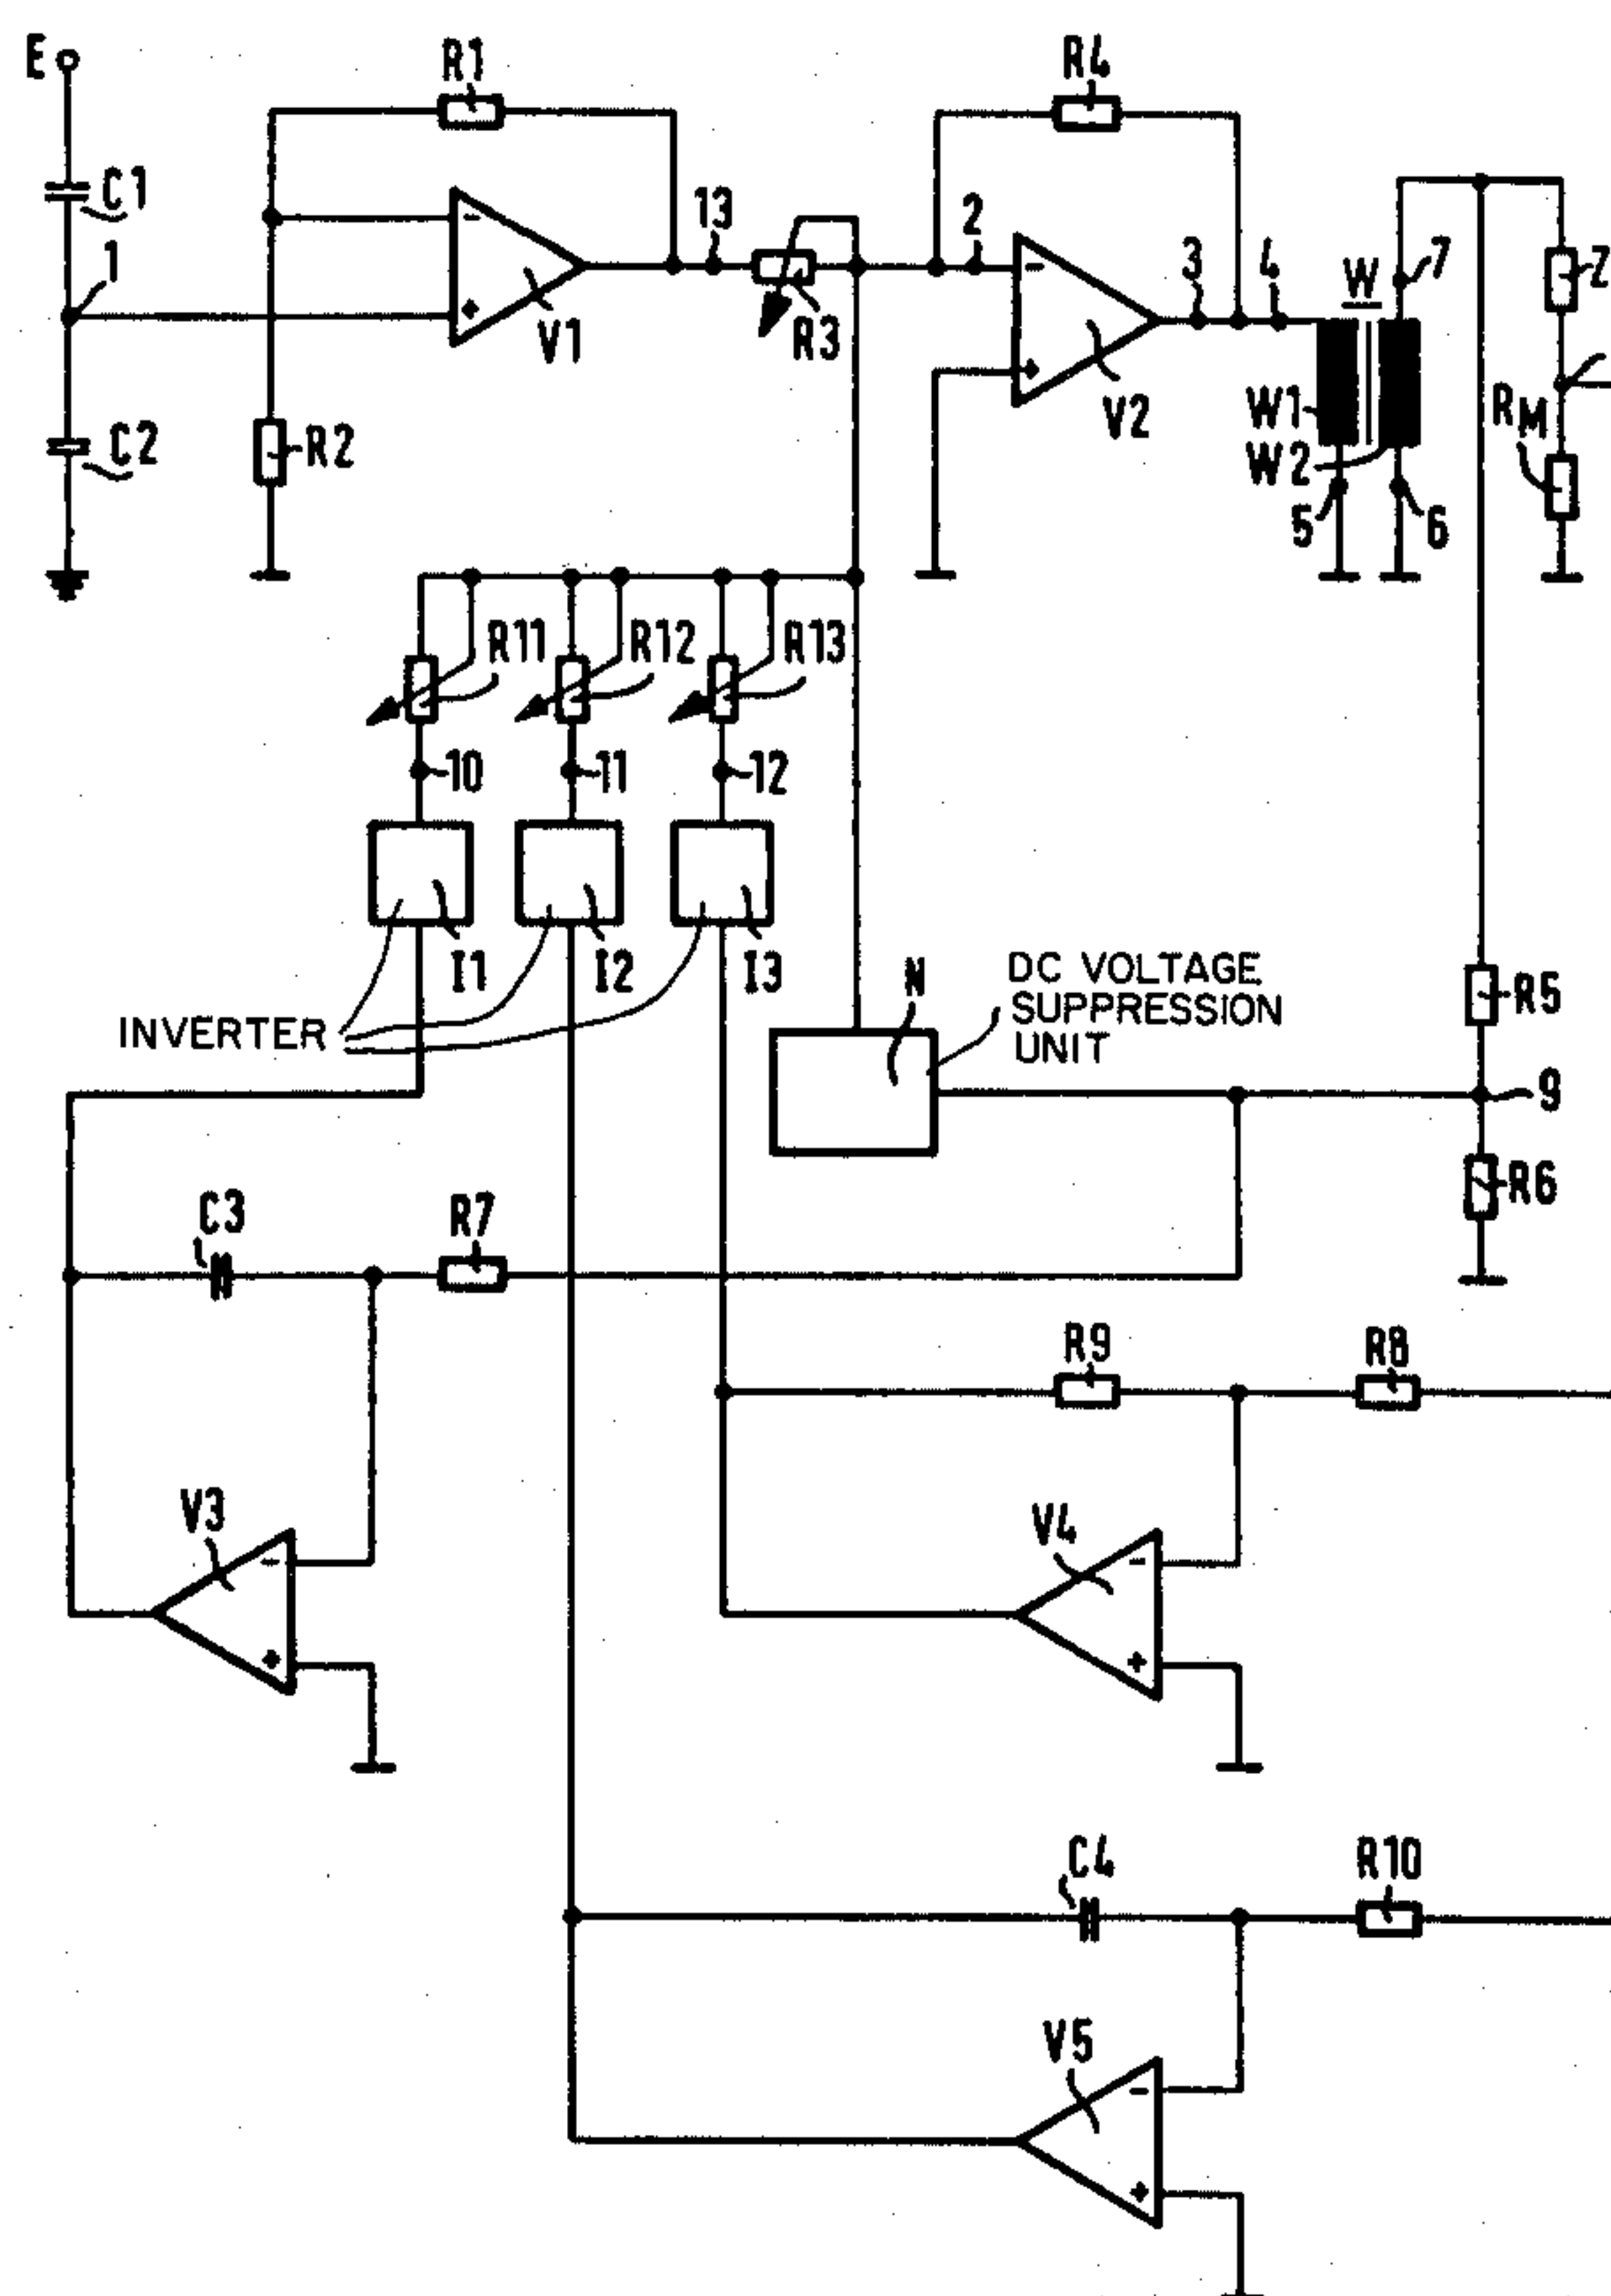 E
R1
R4
C1
1
13
2
3
4
W
7
Z
-
+
V1
R3
-
+
V2
W1
W2
RM
C2
R2
5
6
R11
R12
R13
10
11
12
I1
I2
I3
INVERTER
N
DC VOLTAGE
SUPPRESSION
UNIT
R5
9
R6
C3
R7
R9
R8
V3
-
+
V4
-
+
C4
R10
V5
-
+